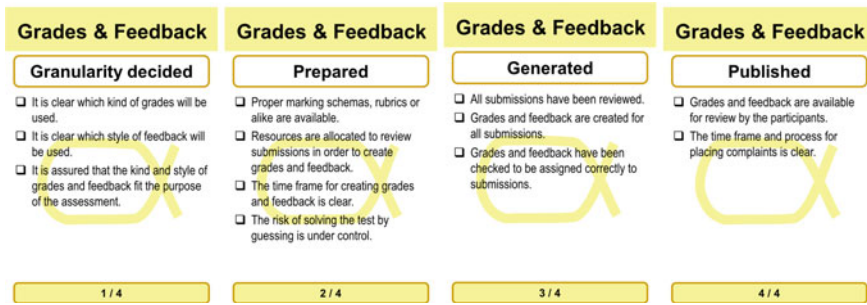 Grades & Feedback
Granularity decided
❑ It is clear which kind of grades will be
used.
❑ It is clear which style of feedback will
be used.
❑ It is assured that the kind and style of
grades and feedback fit the purpose
of the assessment.
1 / 4
Grades & Feedback
Prepared
❑ Proper marking schemas, rubrics or
alike are available.
❑ Resources are allocated to review
submissions in order to create
grades and feedback.
❑ The time frame for creating grades
and feedback is clear.
❑ The risk of solving the test by
guessing is under control.
2 / 4
Grades & Feedback
Generated
❑ All submissions have been reviewed.
❑ Grades and feedback are created for
all submissions.
❑ Grades and feedback have been
checked to be assigned correctly to
submissions.
3 / 4
Grades & Feedback
Published
❑ Grades and feedback are available
for review by the participants.
❑ The time frame and process for
placing complaints is clear.
4 / 4